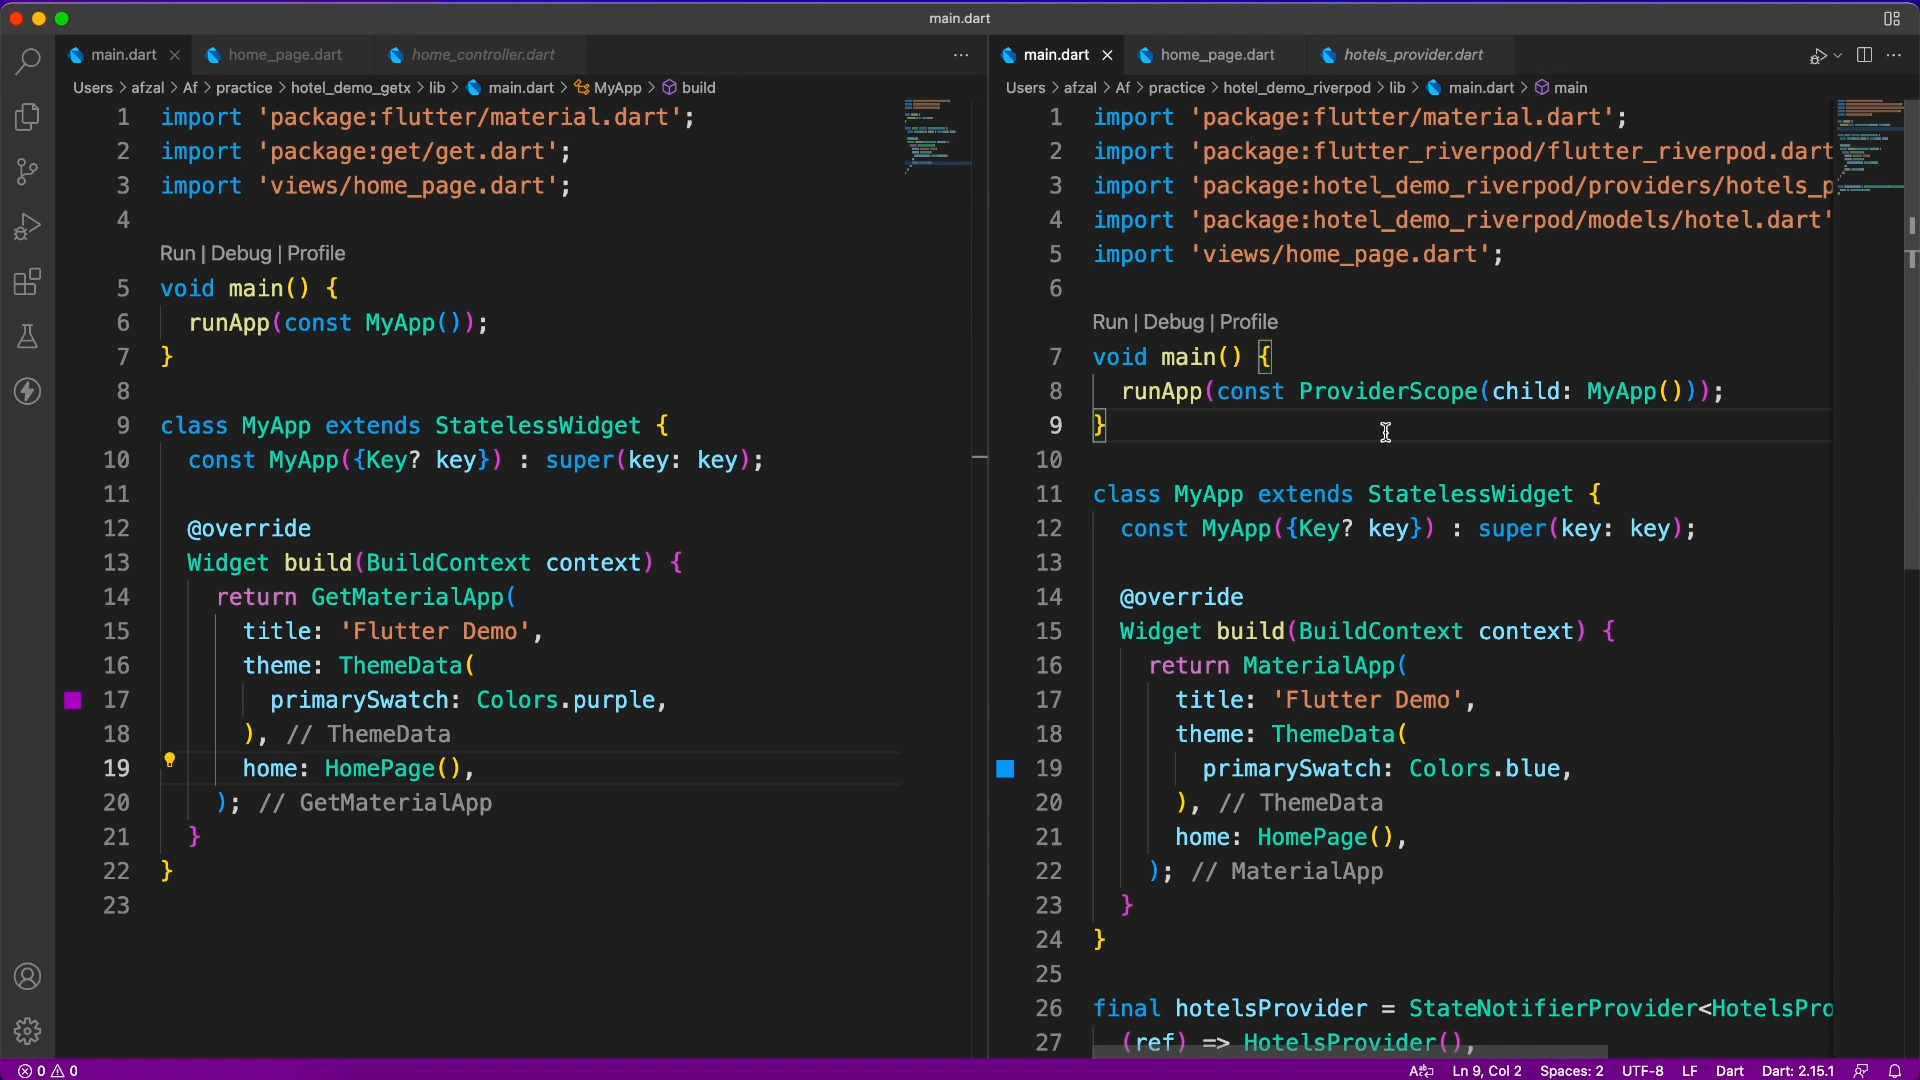 main.dart
main.dart
home_page.dart
home_controller.dart
Users > afzal > Af > practice > hotel_demo_getx > lib > main.dart > MyApp > build
1 import 'package:flutter/material.dart';
2 import 'package:get/get.dart';
3 import 'views/home_page.dart';
4
Run | Debug | Profile
5 void main() {
6 runApp(const MyApp());
7 }
8
9 class MyApp extends StatelessWidget {
10 const MyApp({Key? key}) : super(key: key);
11
12 @override
13 Widget build(BuildContext context) {
14 return GetMaterialApp(
15 title: 'Flutter Demo',
16 theme: ThemeData(
17 primarySwatch: Colors.purple,
18 ), // ThemeData
19 home: HomePage(),
20 ); // GetMaterialApp
21 }
22 }
23
main.dart
home_page.dart
hotels_provider.dart
Users > afzal > Af > practice > hotel_demo_riverpod > lib > main.dart > main
1 import 'package:flutter/material.dart';
2 import 'package:flutter_riverpod/flutter_riverpod.dart
3 import 'package:hotel_demo_riverpod/providers/hotels_p
4 import 'package:hotel_demo_riverpod/models/hotel.dart'
5 import 'views/home_page.dart';
6
Run | Debug | Profile
7 void main() {
8 runApp(const ProviderScope(child: MyApp()));
9 }
10
11 class MyApp extends StatelessWidget {
12 const MyApp({Key? key}) : super(key: key);
13
14 @override
15 Widget build(BuildContext context) {
16 return MaterialApp(
17 title: 'Flutter Demo',
18 theme: ThemeData(
19 primarySwatch: Colors.blue,
20 ), // ThemeData
21 home: HomePage(),
22 ); // MaterialApp
23 }
24 }
25
26 final hotelsProvider = StateNotifierProvider<HotelsPro
27 (ref) => HotelsProvider(),
0 0
Ln 9, Col 2 Spaces: 2 UTF-8 LF Dart Dart: 2.15.1